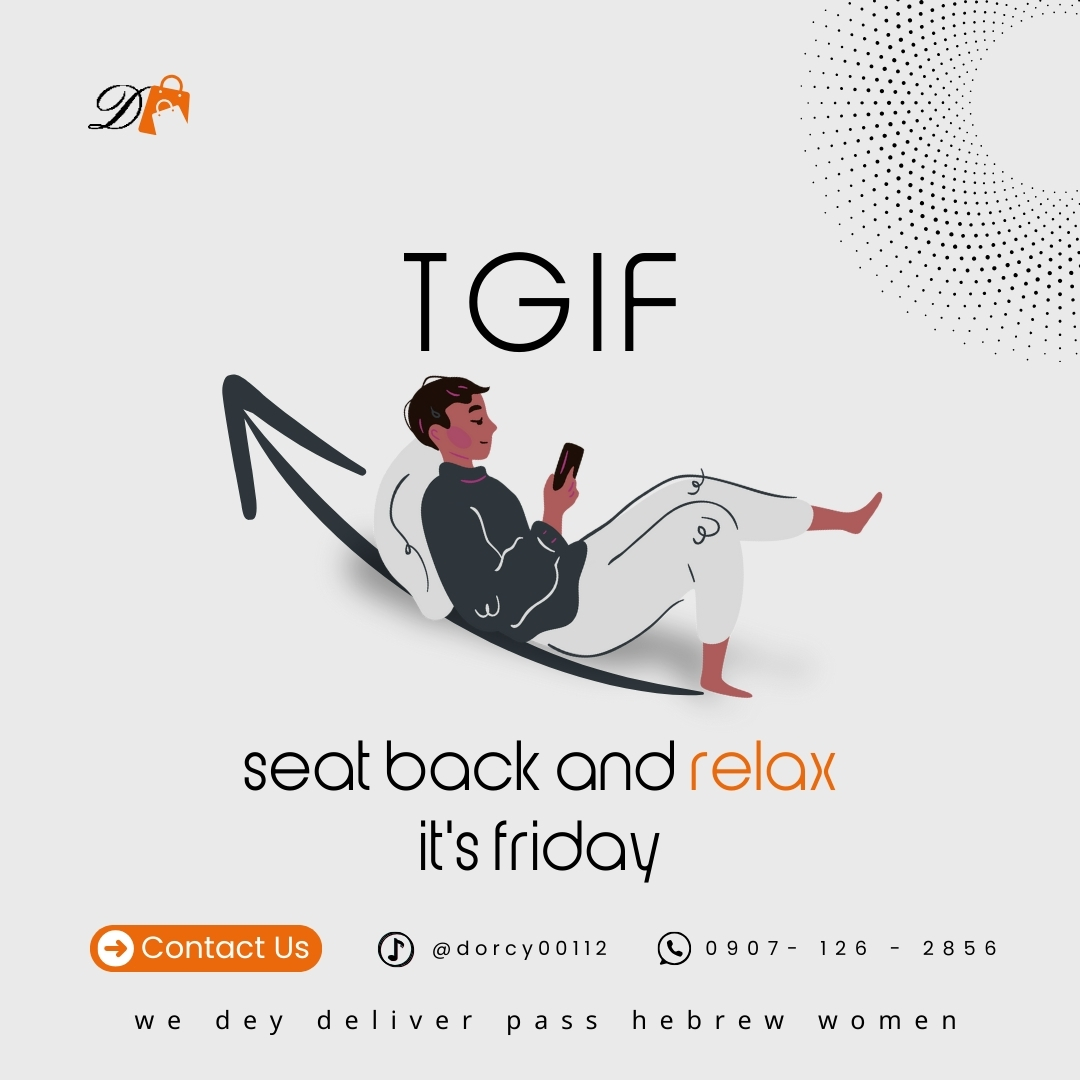 D
TGIF
seat back and relax
it's friday
Contact Us
@dorcy00112
0907- 126 - 2856
we dey deliver pass hebrew women